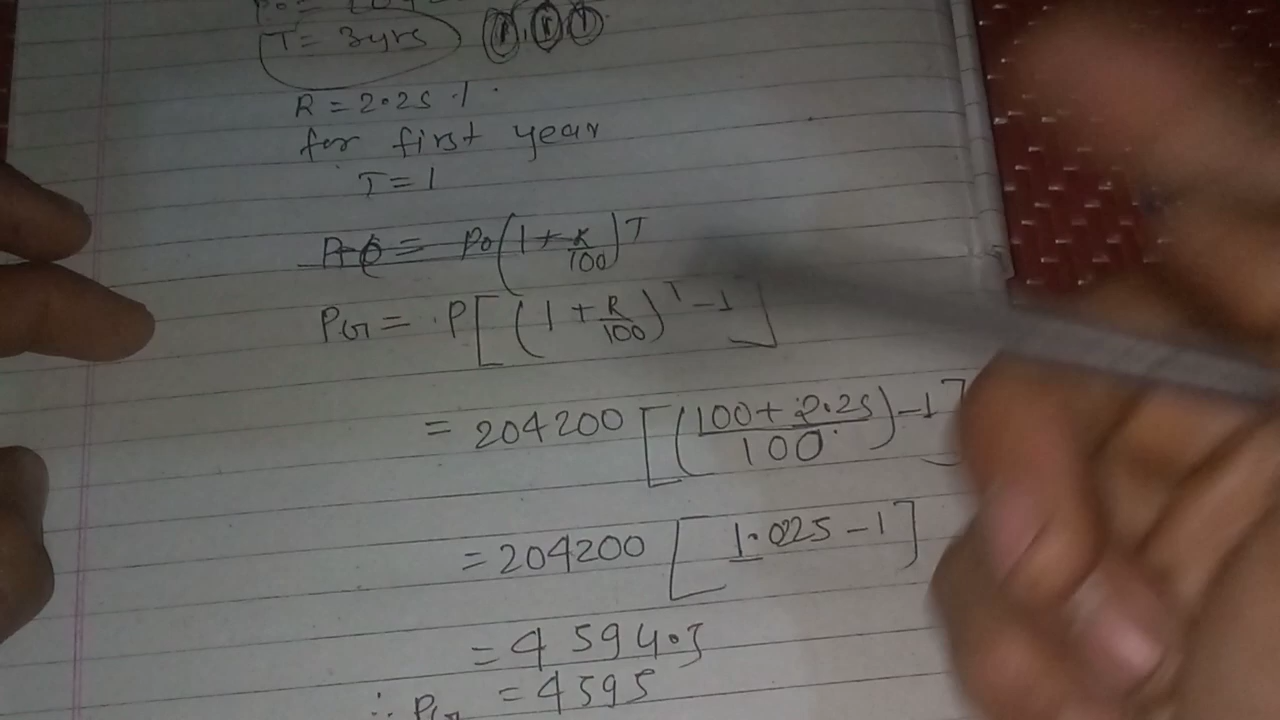 T = 3yrs P, R, T
R = 2.25 %
for first year
T = 1
P0(1 + R/100)^T
PG = P[(1 + R/100)^T - 1]
= 204200 [(100 + 2.25/100) - 1]
= 204200 [1.025 - 1]
= 4594.5
∴ PG = 4595